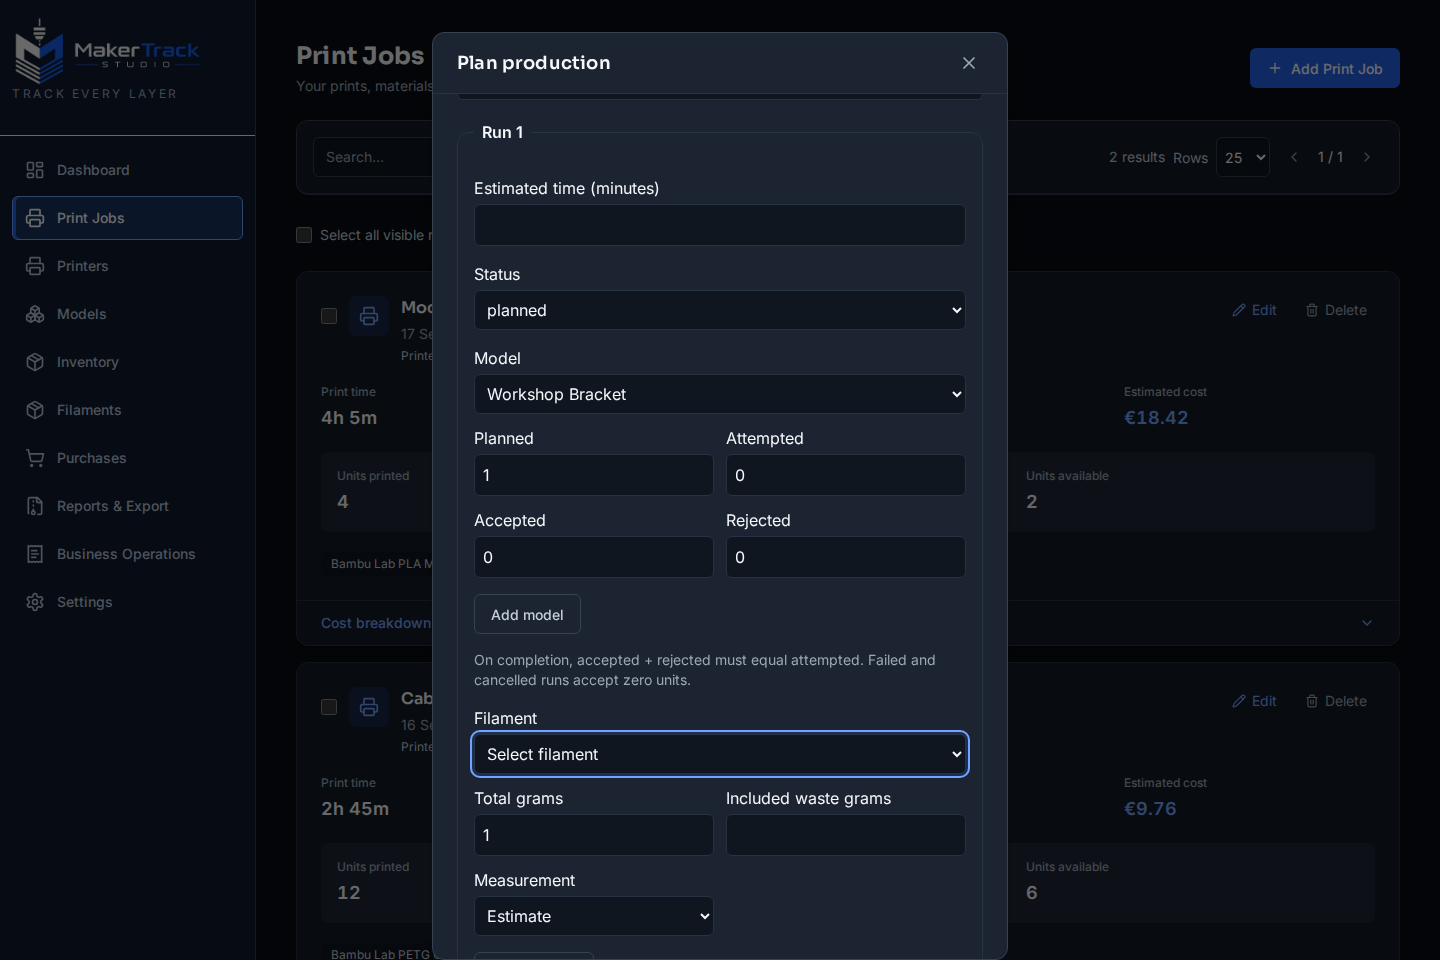 MakerTrack
STUDIO
TRACK EVERY LAYER
Dashboard
Print Jobs
Printers
Models
Inventory
Filaments
Purchases
Reports & Export
Business Operations
Settings
Print Jobs
Your prints, materials
Add Print Job
Search...
2 results Rows 25 1 / 1
Select all visible
17 Se
Edit Delete
Print time
4h 5m
Estimated cost
€18.42
Units printed
4
Units available
2
Bambu Lab PLA M
Cost breakdown
Cab
16 Se
Edit Delete
Print time
2h 45m
Estimated cost
€9.76
Units printed
12
Units available
6
Bambu Lab PETG
Plan production
Run 1
Estimated time (minutes)
Status
planned
Model
Workshop Bracket
Planned Attempted
1 0
Accepted Rejected
0 0
Add model
On completion, accepted + rejected must equal attempted. Failed and
cancelled runs accept zero units.
Filament
Select filament
Total grams Included waste grams
1
Measurement
Estimate